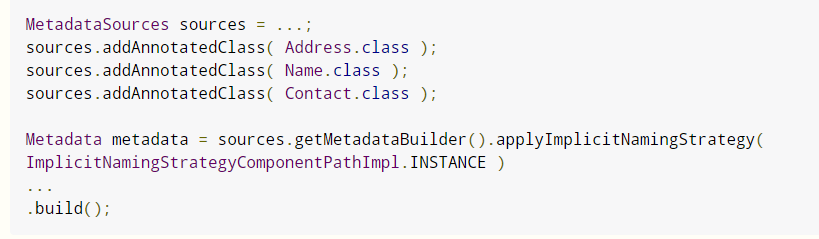 MetadataSources sources = ...;
sources.addAnnotatedClass( Address.class );
sources.addAnnotatedClass( Name.class );
sources.addAnnotatedClass( Contact.class );
Metadata metadata = sources.getMetadataBuilder().applyImplicitNamingStrategy(
ImplicitNamingStrategyComponentPathImpl.INSTANCE )
...
.build();